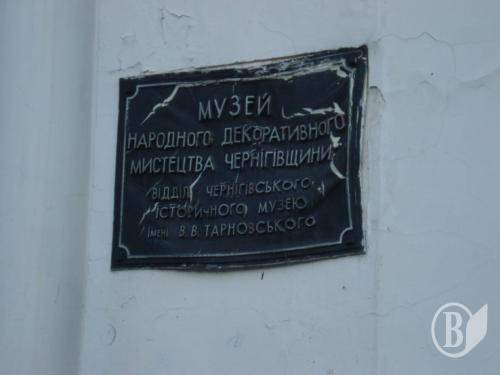 МУЗЕЙ
НАРОДНОГО ДЕКОРАТИВНОГО
МИСТЕЦТВА ЧЕРНІГІВЩИНИ
ВІДДІЛ ЧЕРНІГІВСЬКОГО
ІСТОРИЧНОГО МУЗЕЮ
ІМЕНІ В.В.ТАРНОВСЬКОГО
В